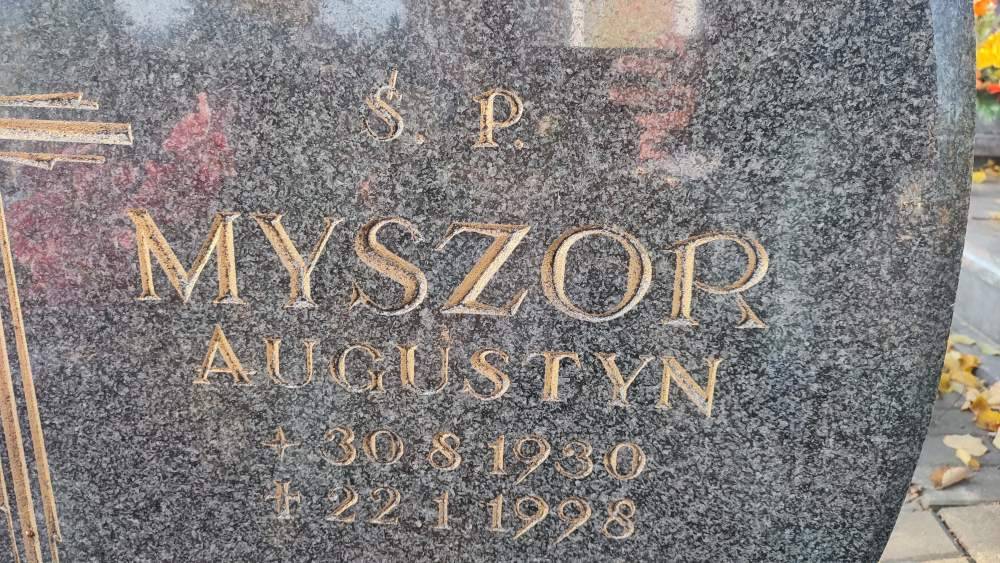 Ś. P.
MYSZOR
AUGUSTYN
+ 30 8 1930
✝ 22 1 1998